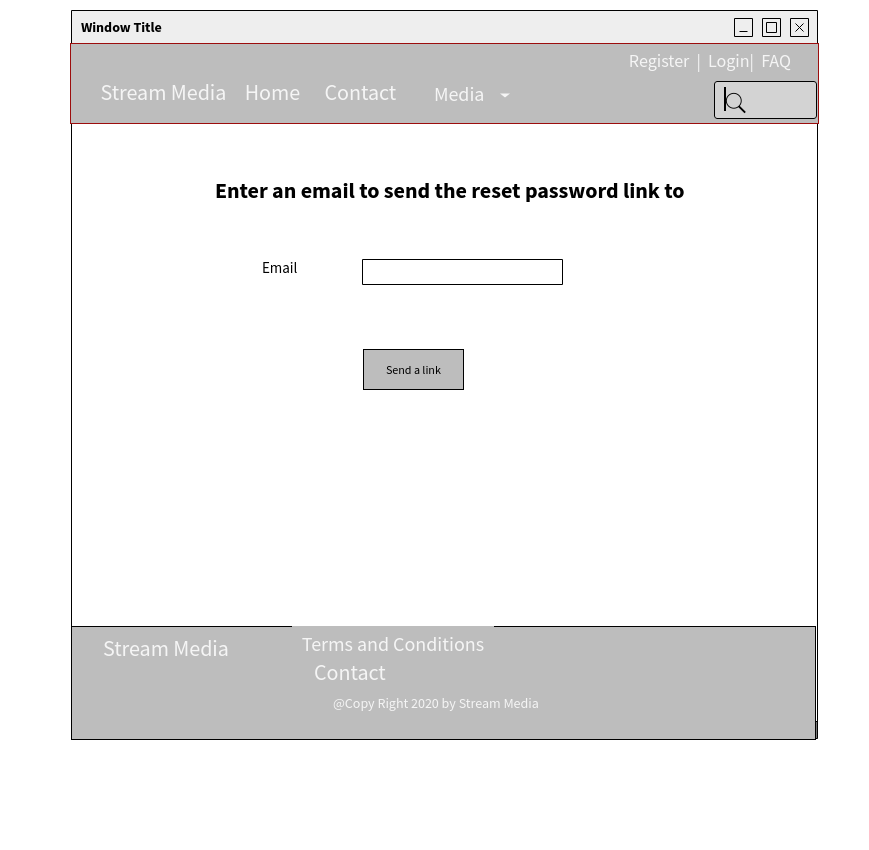 Window Title
Register | Login| FAQ
Stream Media Home Contact Media
Enter an email to send the reset password link to
Email
Send a link
Stream Media
Terms and Conditions
Contact
@Copy Right 2020 by Stream Media